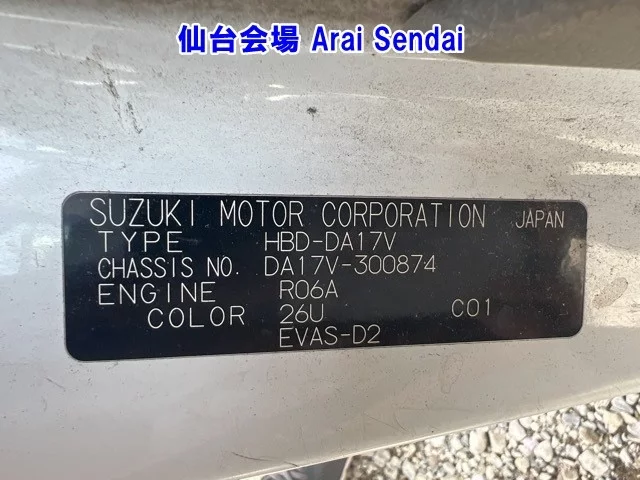 仙台会場 Arai Sendai
SUZUKI MOTOR CORPORATION JAPAN
TYPE HBD-DA17V
CHASSIS NO. DA17V-300874
ENGINE R06A
COLOR 26U C01
EVAS-D2